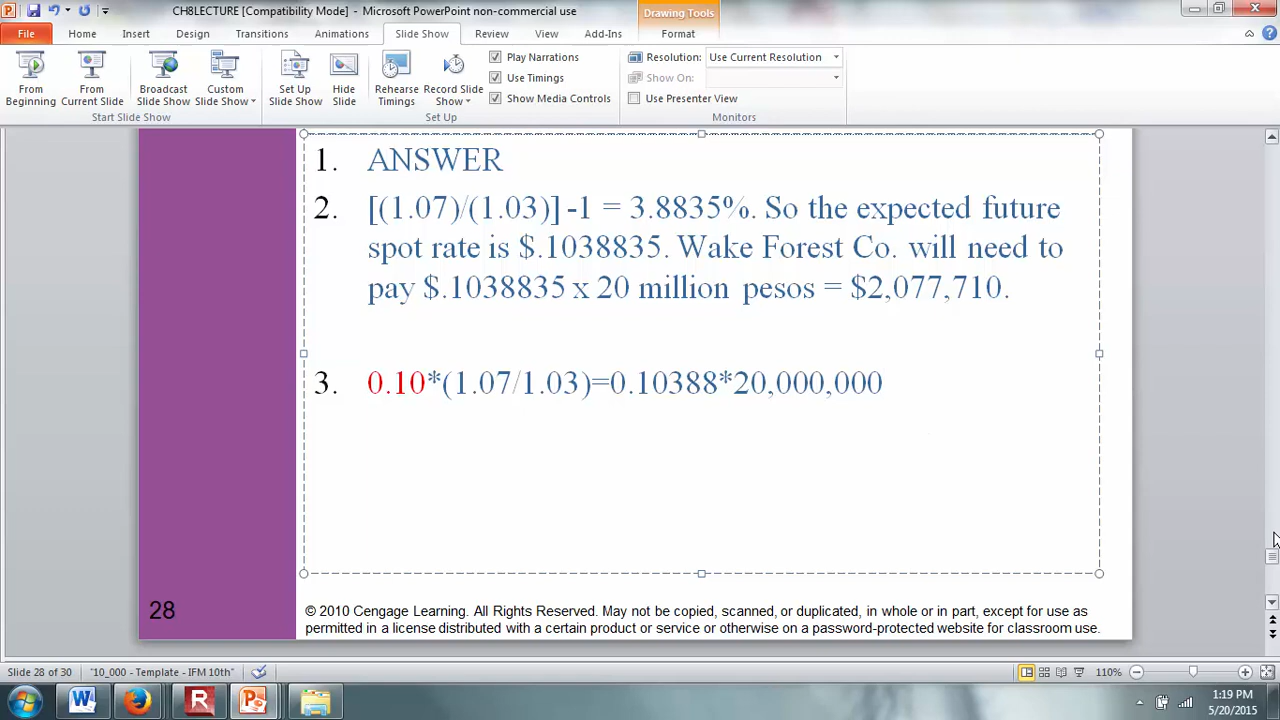 CH8LECTURE [Compatibility Mode] - Microsoft PowerPoint non-commercial use
Drawing Tools
File Home Insert Design Transitions Animations Slide Show Review View Add-Ins Format
From Beginning
From Current Slide
Broadcast Slide Show
Custom Slide Show
Set Up Slide Show
Hide Slide
Rehearse Timings
Record Slide Show
Play Narrations
Use Timings
Show Media Controls
Resolution: Use Current Resolution
Show On:
Use Presenter View
Start Slide Show Set Up Monitors
1. ANSWER
2. [(1.07)/(1.03)] -1 = 3.8835%. So the expected future
spot rate is $.1038835. Wake Forest Co. will need to
pay $.1038835 x 20 million pesos = $2,077,710.
3. 0.10*(1.07/1.03)=0.10388*20,000,000
28
© 2010 Cengage Learning. All Rights Reserved. May not be copied, scanned, or duplicated, in whole or in part, except for use as
permitted in a license distributed with a certain product or service or otherwise on a password-protected website for classroom use.
Slide 28 of 30 "10_000 - Template - IFM 10th" 110%
1:19 PM
5/20/2015